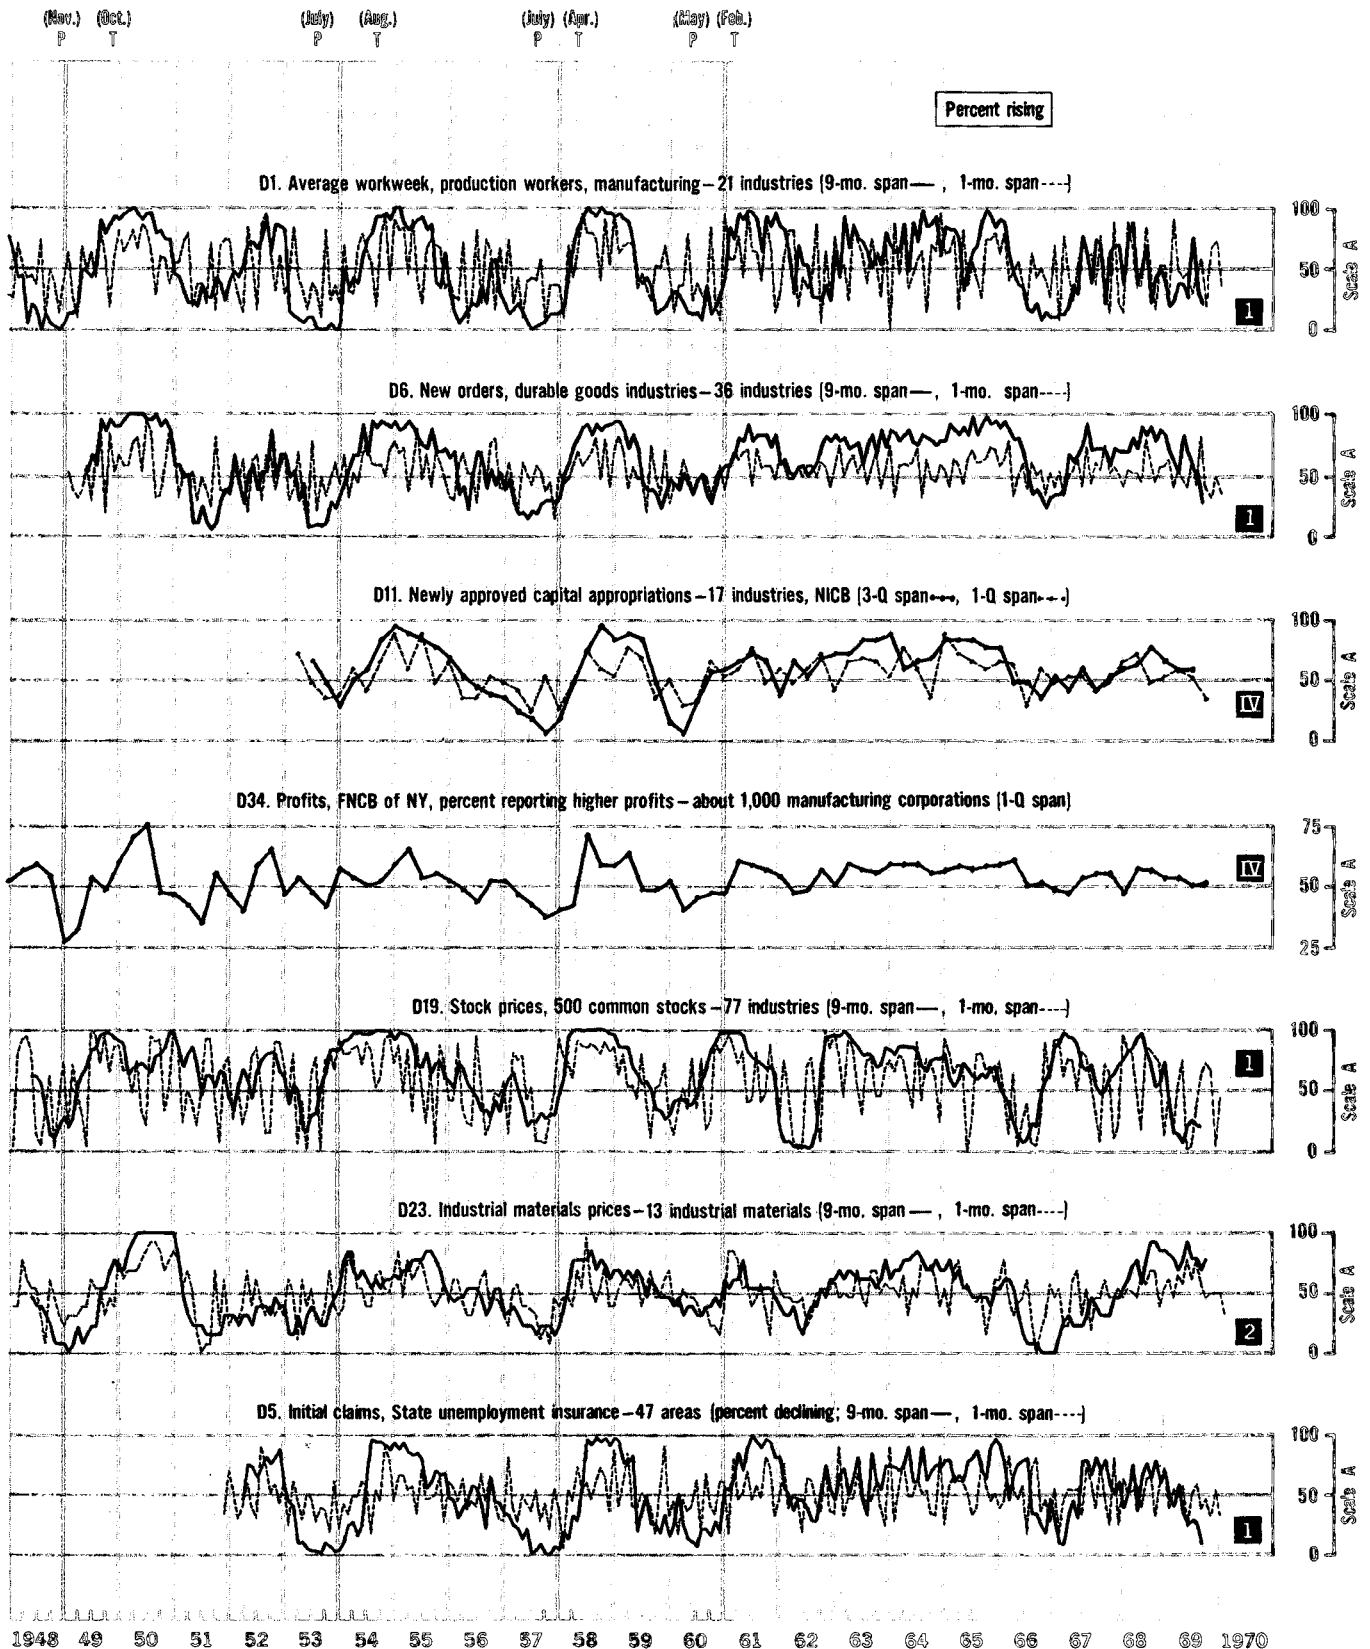 (Nov.) (Oct.) (July) (Aug.) (July) (Apr.) (May) (Feb.)
P T P T P T P T
Percent rising
D1. Average workweek, production workers, manufacturing—21 industries (9-mo. span— , 1-mo. span----)
100
50
0
Scale A
1
D6. New orders, durable goods industries—36 industries (9-mo. span— , 1-mo. span----)
100
50
0
Scale A
1
D11. Newly approved capital appropriations—17 industries, NICB (3-Q span•—•, 1-Q span•--•)
100
50
0
Scale A
IV
D34. Profits, FNCB of NY, percent reporting higher profits—about 1,000 manufacturing corporations (1-Q span)
75
50
25
Scale A
IV
D19. Stock prices, 500 common stocks—77 industries (9-mo. span— , 1-mo. span----)
100
50
0
Scale A
1
D23. Industrial materials prices—13 industrial materials (9-mo. span— , 1-mo. span----)
100
50
0
Scale A
2
D5. Initial claims, State unemployment insurance—47 areas (percent declining; 9-mo. span—, 1-mo. span----)
100
50
0
Scale A
1
1948 49 50 51 52 53 54 55 56 57 58 59 60 61 62 63 64 65 66 67 68 69 1970